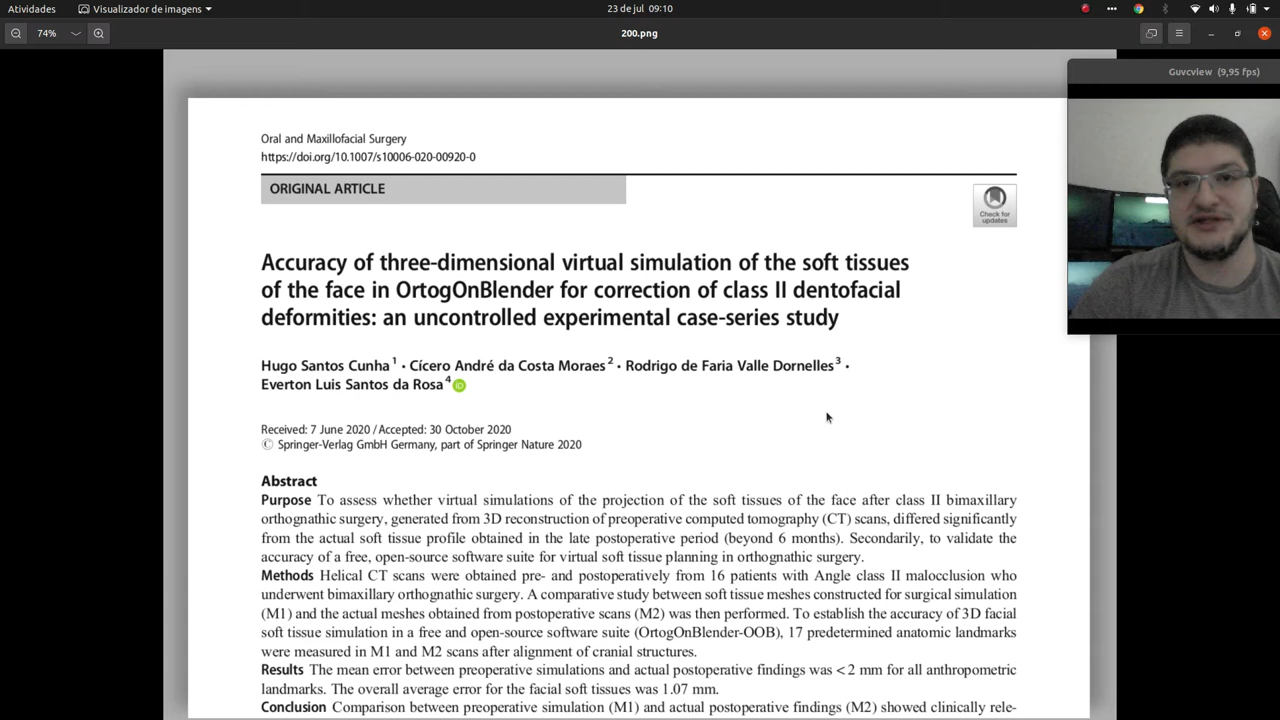 Atividades
Visualizador de imagens
23 de jul 09:10
74%
200.png
Guvcview (9,95 fps)
Oral and Maxillofacial Surgery
https://doi.org/10.1007/s10006-020-00920-0
ORIGINAL ARTICLE
Check for
updates
Accuracy of three-dimensional virtual simulation of the soft tissues
of the face in OrtogOnBlender for correction of class II dentofacial
deformities: an uncontrolled experimental case-series study
Hugo Santos Cunha 1 · Cícero André da Costa Moraes 2 · Rodrigo de Faria Valle Dornelles 3 ·
Everton Luis Santos da Rosa 4 iD
Received: 7 June 2020 / Accepted: 30 October 2020
© Springer-Verlag GmbH Germany, part of Springer Nature 2020
Abstract
Purpose To assess whether virtual simulations of the projection of the soft tissues of the face after class II bimaxillary
orthognathic surgery, generated from 3D reconstruction of preoperative computed tomography (CT) scans, differed significantly
from the actual soft tissue profile obtained in the late postoperative period (beyond 6 months). Secondarily, to validate the
accuracy of a free, open-source software suite for virtual soft tissue planning in orthognathic surgery.
Methods Helical CT scans were obtained pre- and postoperatively from 16 patients with Angle class II malocclusion who
underwent bimaxillary orthognathic surgery. A comparative study between soft tissue meshes constructed for surgical simulation
(M1) and the actual meshes obtained from postoperative scans (M2) was then performed. To establish the accuracy of 3D facial
soft tissue simulation in a free and open-source software suite (OrtogOnBlender-OOB), 17 predetermined anatomic landmarks
were measured in M1 and M2 scans after alignment of cranial structures.
Results The mean error between preoperative simulations and actual postoperative findings was < 2 mm for all anthropometric
landmarks. The overall average error for the facial soft tissues was 1.07 mm.
Conclusion Comparison between preoperative simulation (M1) and actual postoperative findings (M2) showed clinically rele-